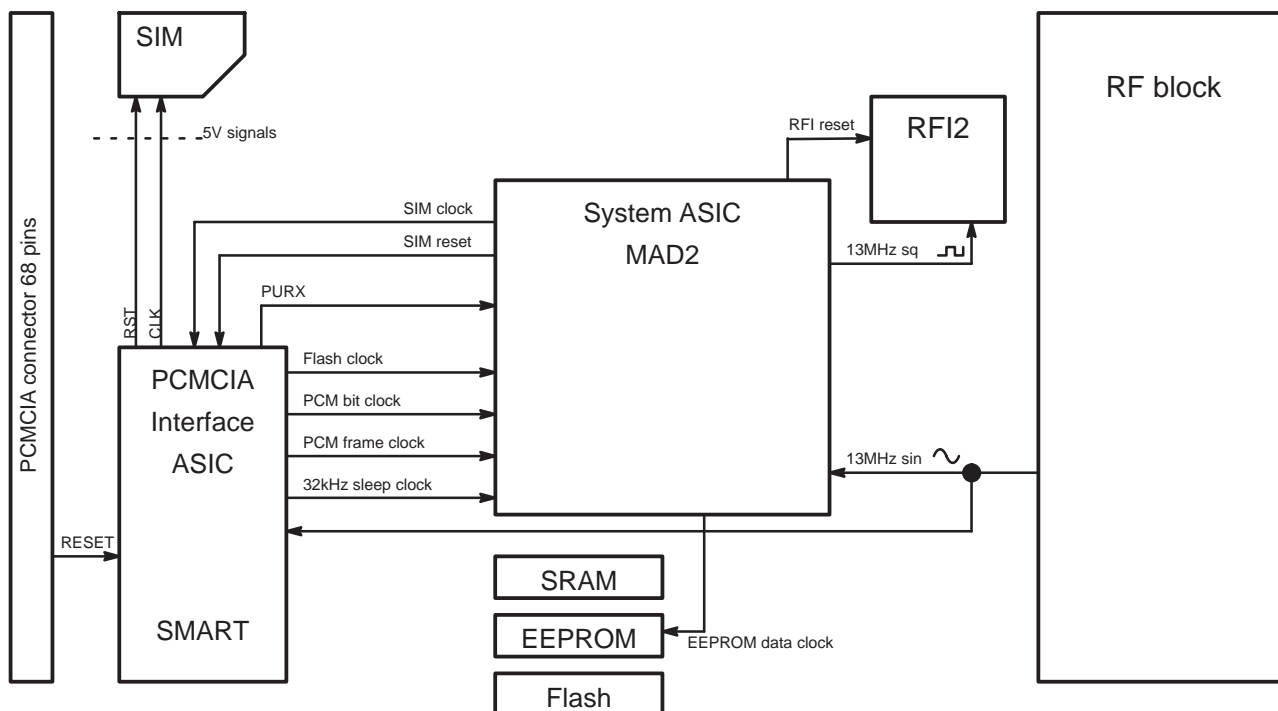 SIM
RF block
5V signals
RFI reset
RFI2
System ASIC
MAD2
SIM clock
SIM reset
13MHz sq
PURX
PCMCIA connector 68 pins
RST
CLK
PCMCIA
Interface
ASIC
Flash clock
PCM bit clock
PCM frame clock
32kHz sleep clock
13MHz sin
RESET
SMART
SRAM
EEPROM
EEPROM data clock
Flash